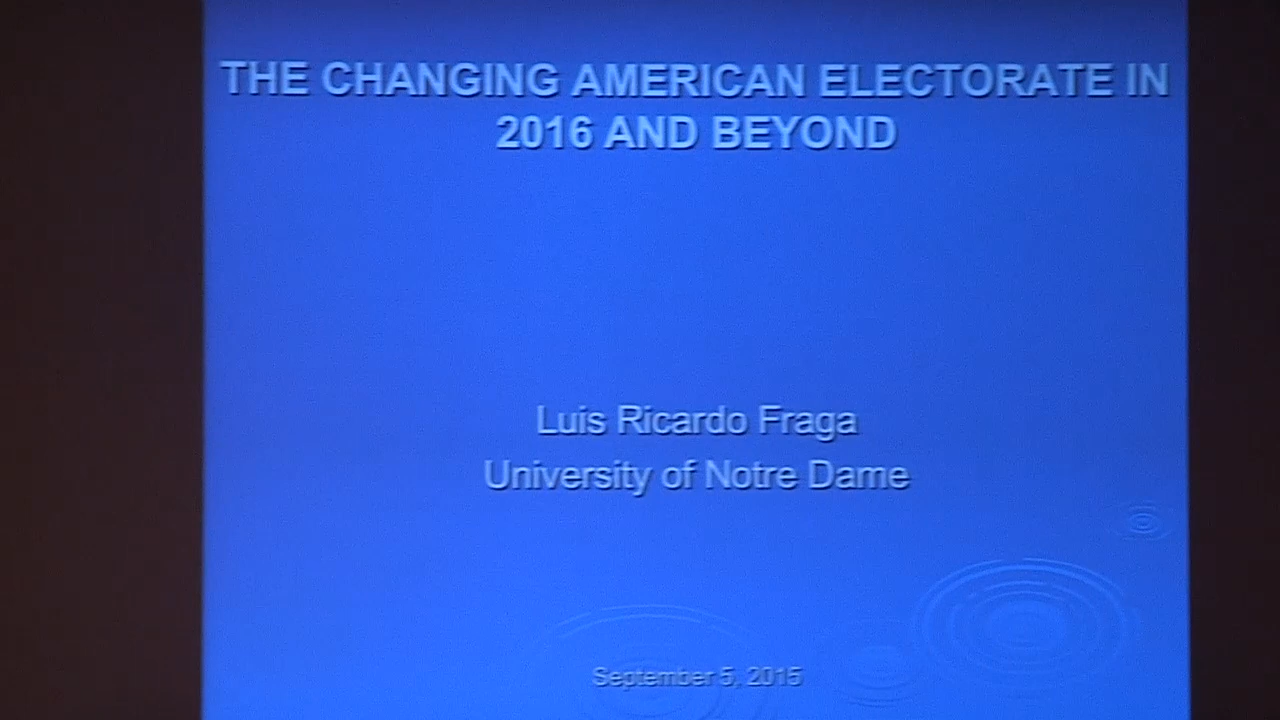 THE CHANGING AMERICAN ELECTORATE IN
2016 AND BEYOND
Luis Ricardo Fraga
University of Notre Dame
September 5, 2015